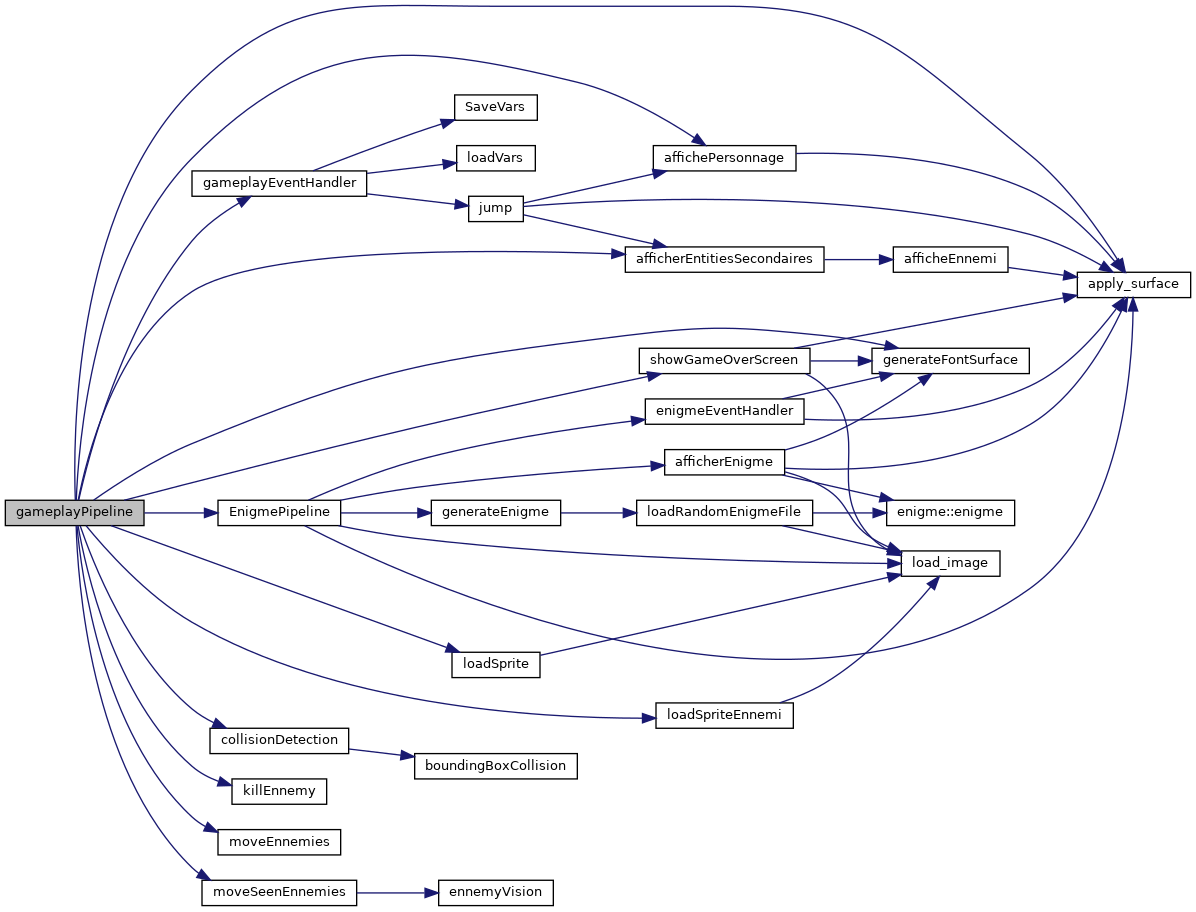 SaveVars
loadVars
affichePersonnage
gameplayEventHandler
jump
afficherEntitiesSecondaires
afficheEnnemi
apply_surface
showGameOverScreen
generateFontSurface
enigmeEventHandler
afficherEnigme
gameplayPipeline
EnigmePipeline
generateEnigme
loadRandomEnigmeFile
enigme::enigme
load_image
loadSprite
loadSpriteEnnemi
collisionDetection
boundingBoxCollision
killEnnemy
moveEnnemies
moveSeenEnnemies
ennemyVision